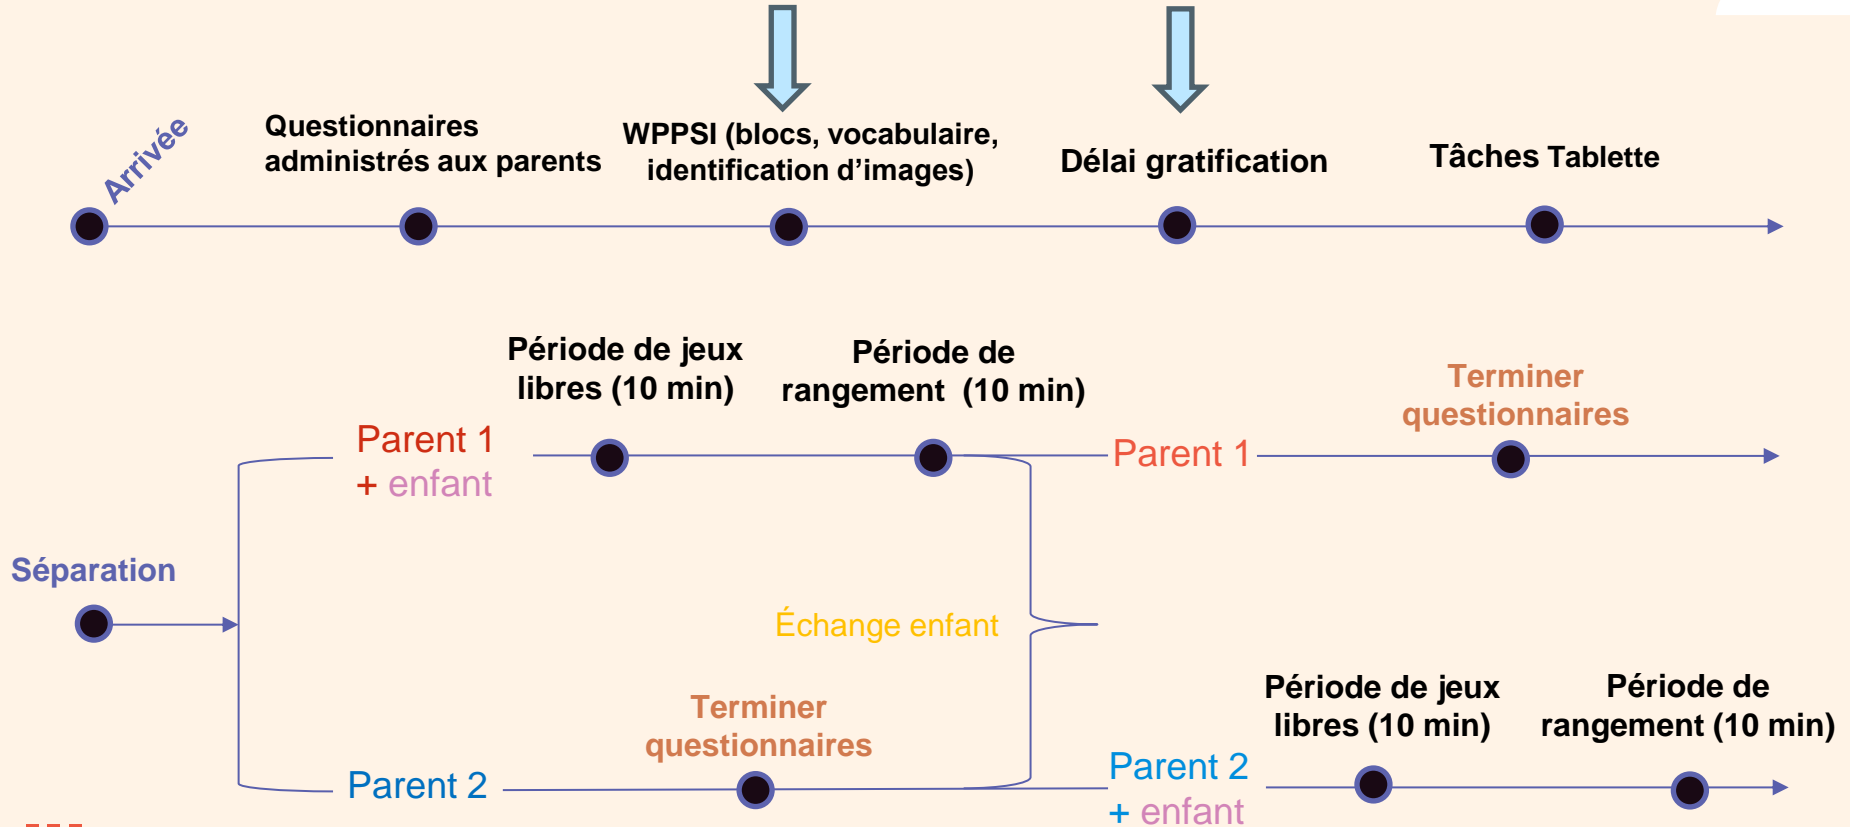 Arrivée
Questionnaires
administrés aux parents
WPPSI (blocs, vocabulaire,
identification d’images)
Délai gratification
Tâches Tablette
Période de jeux
libres (10 min)
Période de
rangement (10 min)
Terminer
questionnaires
Parent 1
+ enfant
Parent 1
Séparation
Échange enfant
Terminer
questionnaires
Période de jeux
libres (10 min)
Période de
rangement (10 min)
Parent 2
Parent 2
+ enfant